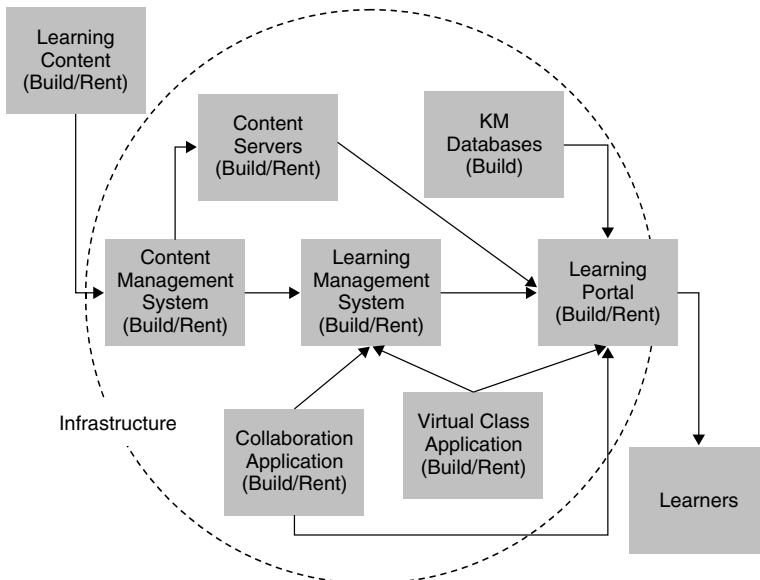 Learning
Content
(Build/Rent)
Content
Servers
(Build/Rent)
KM
Databases
(Build)
Content
Management
System
(Build/Rent)
Learning
Management
System
(Build/Rent)
Learning
Portal
(Build/Rent)
Infrastructure
Collaboration
Application
(Build/Rent)
Virtual Class
Application
(Build/Rent)
Learners